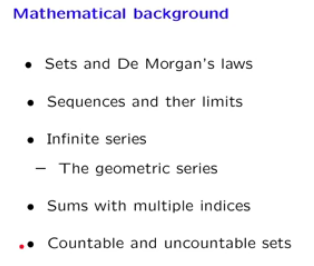 Mathematical background
• Sets and De Morgan's laws
• Sequences and ther limits
• Infinite series
– The geometric series
• Sums with multiple indices
• Countable and uncountable sets